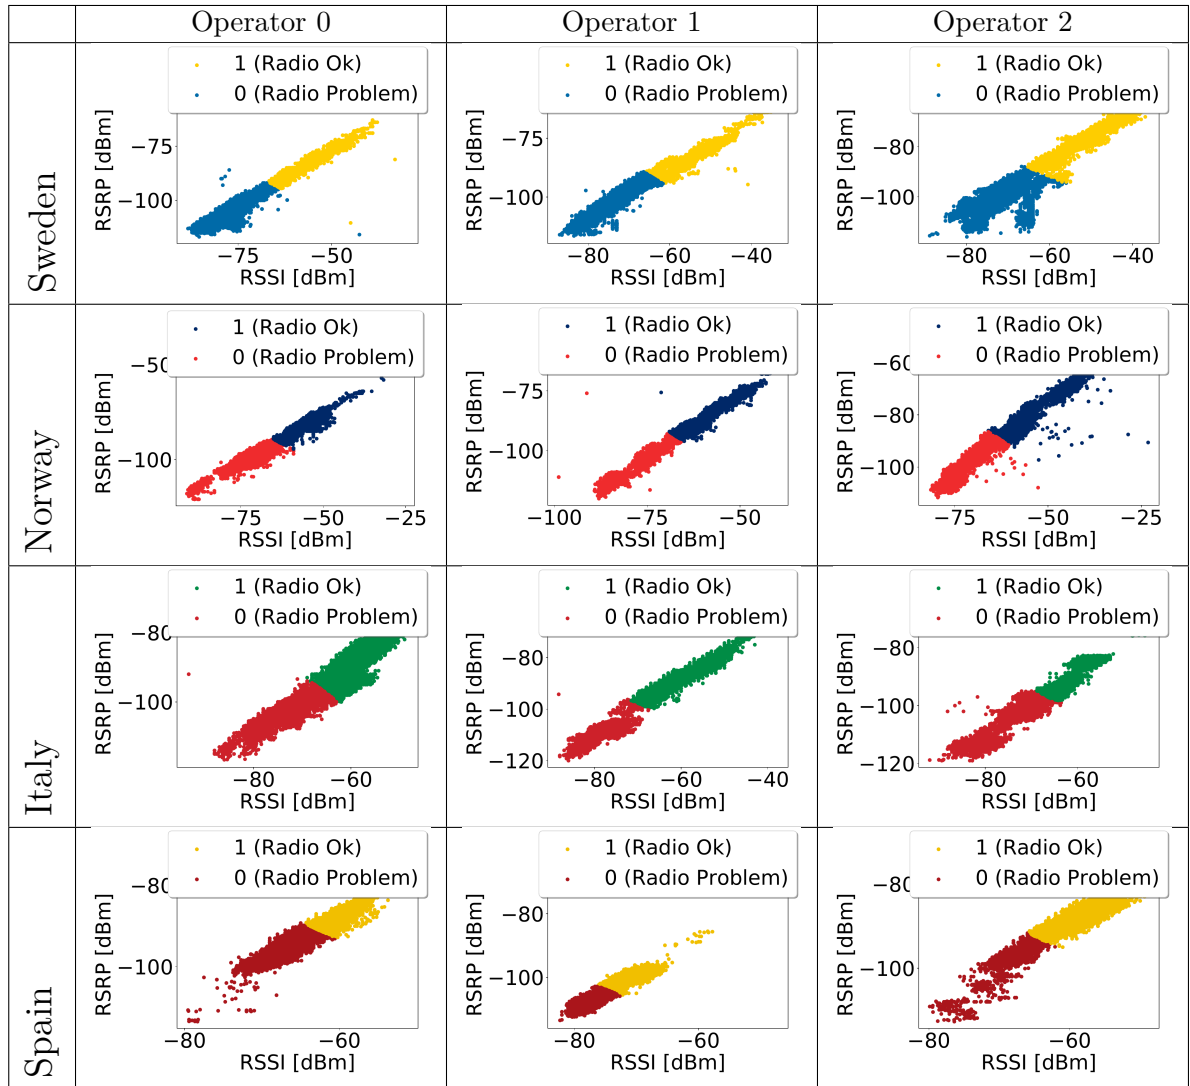 Operator 0 Operator 1 Operator 2
Sweden
1 (Radio Ok)
0 (Radio Problem)
RSRP [dBm]
−75
−100
−75 −50
RSSI [dBm]
1 (Radio Ok)
0 (Radio Problem)
RSRP [dBm]
−75
−100
−80 −60 −40
RSSI [dBm]
1 (Radio Ok)
0 (Radio Problem)
RSRP [dBm]
−80
−100
−80 −60 −40
RSSI [dBm]
Norway
1 (Radio Ok)
0 (Radio Problem)
RSRP [dBm]
−50
−100
−75 −50 −25
RSSI [dBm]
1 (Radio Ok)
0 (Radio Problem)
RSRP [dBm]
−75
−100
−100 −75 −50
RSSI [dBm]
1 (Radio Ok)
0 (Radio Problem)
RSRP [dBm]
−60
−80
−100
−75 −50 −25
RSSI [dBm]
Italy
1 (Radio Ok)
0 (Radio Problem)
RSRP [dBm]
−80
−100
−80 −60
RSSI [dBm]
1 (Radio Ok)
0 (Radio Problem)
RSRP [dBm]
−80
−100
−120
−80 −60 −40
RSSI [dBm]
1 (Radio Ok)
0 (Radio Problem)
RSRP [dBm]
−80
−100
−120
−80 −60
RSSI [dBm]
Spain
1 (Radio Ok)
0 (Radio Problem)
RSRP [dBm]
−80
−100
−80 −60
RSSI [dBm]
1 (Radio Ok)
0 (Radio Problem)
RSRP [dBm]
−80
−100
−80 −60
RSSI [dBm]
1 (Radio Ok)
0 (Radio Problem)
RSRP [dBm]
−80
−100
−80 −60
RSSI [dBm]